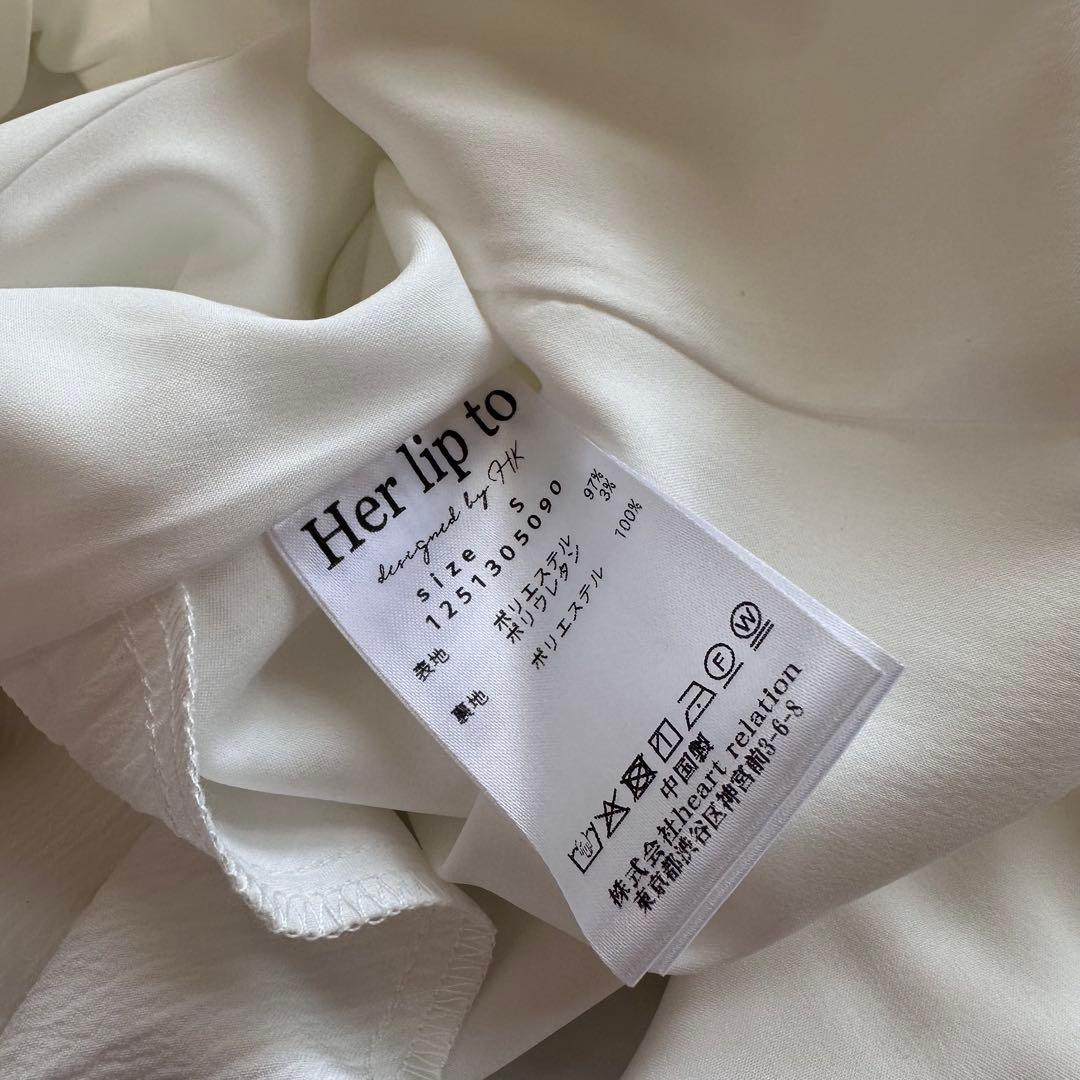 Her lip to
designed by HK
size S
1251305090
表地 ポリエステル 97%
ポリウレタン 3%
裏地 ポリエステル 100%
F W
中国製
株式会社heart relation
東京都渋谷区神宮前3-6-8